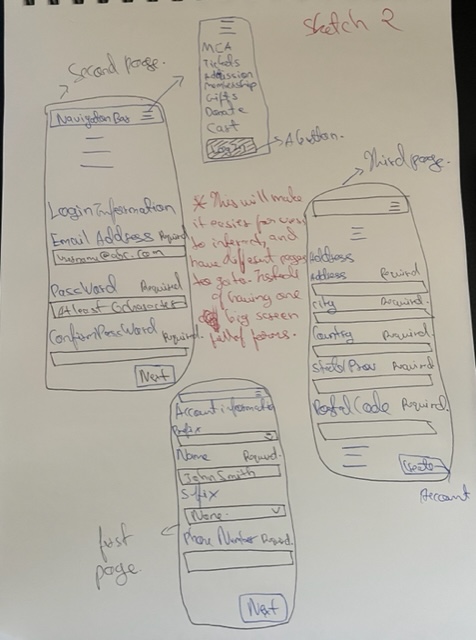 Sketch 2
Second page.
MCA
Tickets
Admission
membership
Gifts
Donate
Cart
Login
A button.
Navigation Bar
Login Information
Email Address Required
username@abc.com
PassWord Required
At least 6 character
Confirm PassWord Required.
Next
* This will make
it easier for user
to interact, and
have different pages
to go to. Instead
of having one
big screen
full of forms.
Third page.
Address
Address Required
City Required.
Country Required.
State/Prov Required
Postal Code Required.
Create
Account
Account information
Prefix
Name Required.
John Smith
Suffix
None.
Phone Number Required.
Next
first
page.